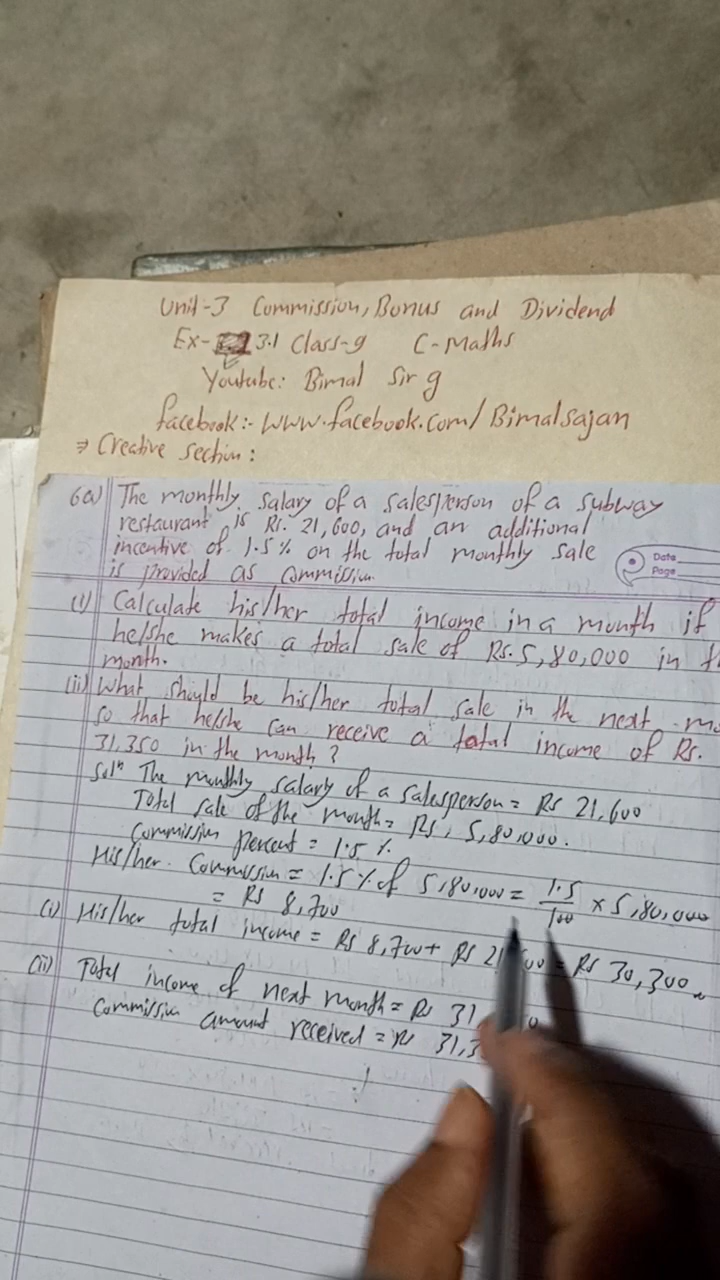 Unit-3 Commission, Bonus and Dividend
Ex- 3.1 Class-9 C-Maths
Youtube: Bimal Sir g
facebook:- www.facebook.com/Bimalsajan
⇒ Creative section:
6a) The monthly salary of a salesperson of a subway
restaurant is Rs. 21,600, and an additional
incentive of 1.5% on the total monthly sale
is provided as commission.
Date
Page
(i) Calculate his/her total income in a month if
he/she makes a total sale of Rs. 5,80,000 in
month.
(ii) What should be his/her total sale in the next
so that he/she can receive a total income of Rs.
31,350 in the month?
Solⁿ The monthly salary of a salesperson = Rs 21,600
Total sale of the month = Rs, 5,80,000.
Commission percent = 1.5 %
His/her Commission = 1.5 % of 5,80,000 = 1.5/100 × 5,80,000
= Rs 8,700
(i) His/her total income = Rs 8,700 + Rs 2 = Rs 30,300
(ii) Total income of next month = Rs 31
Commission amount received = Rs 31,3